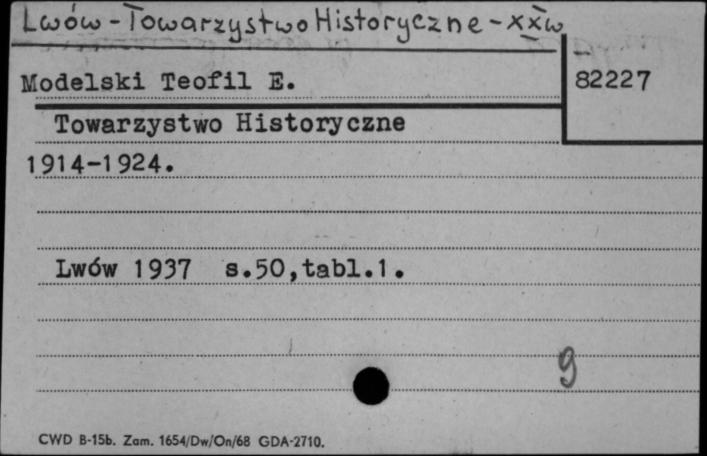 Lwów - Towarzystwo Historyczne - XXw
Modelski Teofil E.
82227
Towarzystwo Historyczne
1914-1924.
Lwów 1937 s.50,tabl.1.
9
CWD B-15b. Zam. 1654/Dw/On/68 GDA-2710.